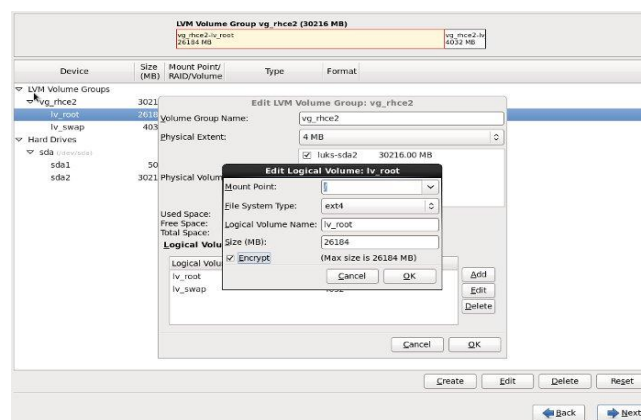 LVM Volume Group vg_rhce2 (30216 MB)
vg_rhce2-lv_root
26184 MB
vg_rhce2-lv
4032 MB
Device
Size (MB)
Mount Point/ RAID/Volume
Type
Format
LVM Volume Groups
vg_rhce2 3021
lv_root 2618
lv_swap 403
Hard Drives
sda
sda1 50
sda2 3021
Edit LVM Volume Group: vg_rhce2
Volume Group Name: vg_rhce2
Physical Extent: 4 MB
luks-sda2 30216.00 MB
Physical Volum
Used Space:
Free Space:
Total Space:
Logical Volu
Logical Volu
lv_root
lv_swap 4032
Add
Edit
Delete
Cancel OK
Edit Logical Volume: lv_root
Mount Point: /
File System Type: ext4
Logical Volume Name: lv_root
Size (MB): 26184
Encrypt (Max size is 26184 MB)
Cancel OK
Create Edit Delete Reset
Back Next